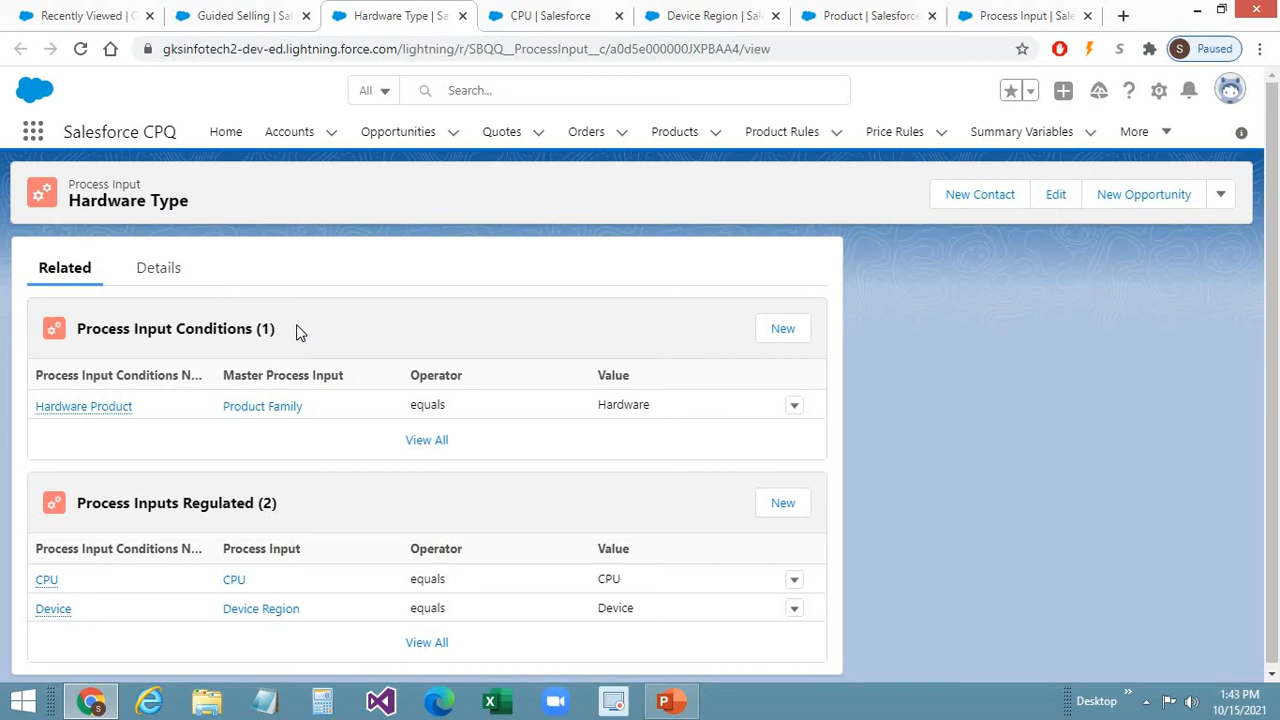 Recently Viewed | C
Guided Selling | Sal
Hardware Type | Sa
CPU | Salesforce
Device Region | Sal
Product | Salesforc
Process Input | Sale
gksinfotech2-dev-ed.lightning.force.com/lightning/r/SBQQ__ProcessInput__c/a0d5e000000JXPBAA4/view
S Paused
All Search...
Salesforce CPQ Home Accounts Opportunities Quotes Orders Products Product Rules Price Rules Summary Variables More
Process Input
Hardware Type
New Contact Edit New Opportunity
Related Details
Process Input Conditions (1) New
Process Input Conditions N... Master Process Input Operator Value
Hardware Product Product Family equals Hardware
View All
Process Inputs Regulated (2) New
Process Input Conditions N... Process Input Operator Value
CPU CPU equals CPU
Device Device Region equals Device
View All
Desktop
1:43 PM
10/15/2021